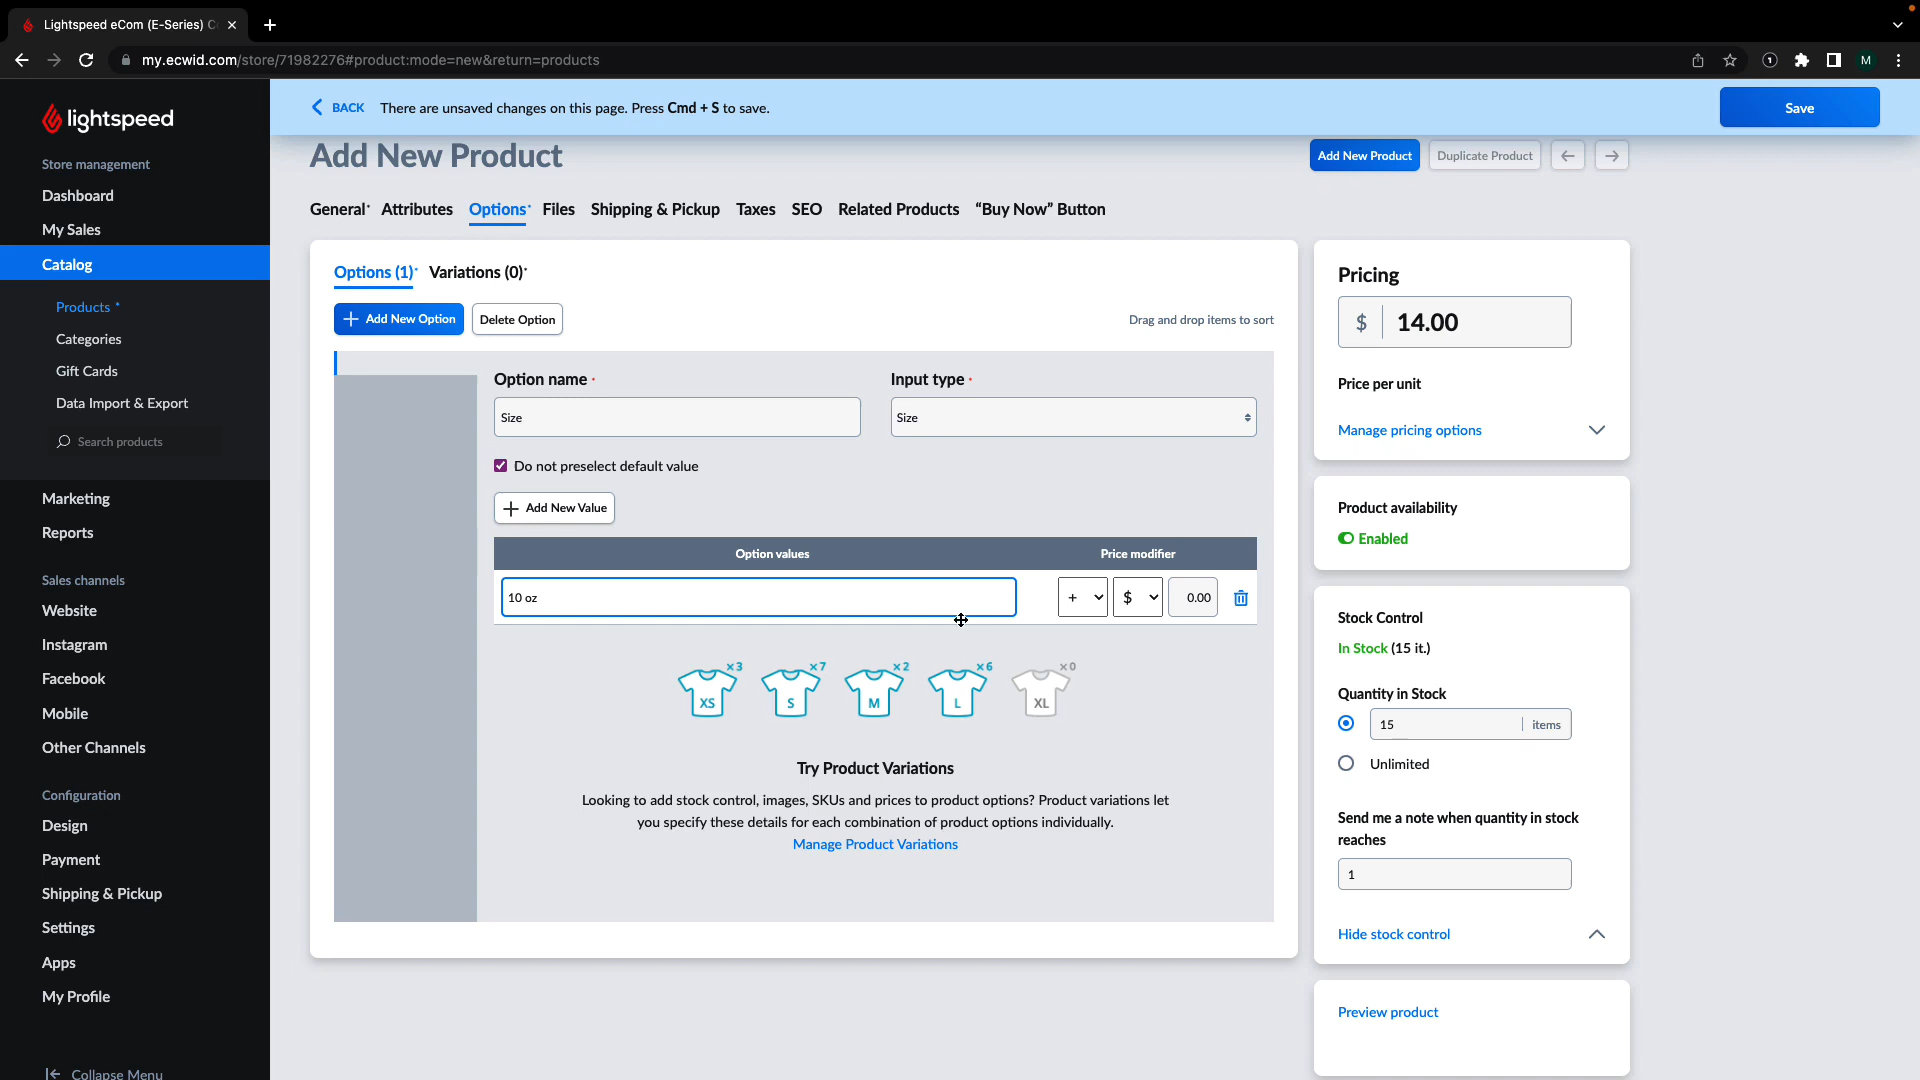 Lightspeed eCom (E-Series) C
my.ecwid.com/store/71982276#product:mode=new&return=products
1
M
lightspeed
BACK There are unsaved changes on this page. Press Cmd + S to save.
Save
Store management
Dashboard
My Sales
Catalog
Products
Categories
Gift Cards
Data Import & Export
Search products
Marketing
Reports
Sales channels
Website
Instagram
Facebook
Mobile
Other Channels
Configuration
Design
Payment
Shipping & Pickup
Settings
Apps
My Profile
Collapse Menu
Add New Product
Add New Product
Duplicate Product
General Attributes Options Files Shipping & Pickup Taxes SEO Related Products “Buy Now” Button
Options (1) Variations (0)
Add New Option
Delete Option
Drag and drop items to sort
Option name
Input type
Size
Size
Do not preselect default value
Add New Value
Option values Price modifier
10 oz + $ 0.00
×3 ×7 ×2 ×6 ×0
XS S M L XL
Try Product Variations
Looking to add stock control, images, SKUs and prices to product options? Product variations let
you specify these details for each combination of product options individually.
Manage Product Variations
Pricing
$ 14.00
Price per unit
Manage pricing options
Product availability
Enabled
Stock Control
In Stock (15 it.)
Quantity in Stock
15 items
Unlimited
Send me a note when quantity in stock
reaches
1
Hide stock control
Preview product